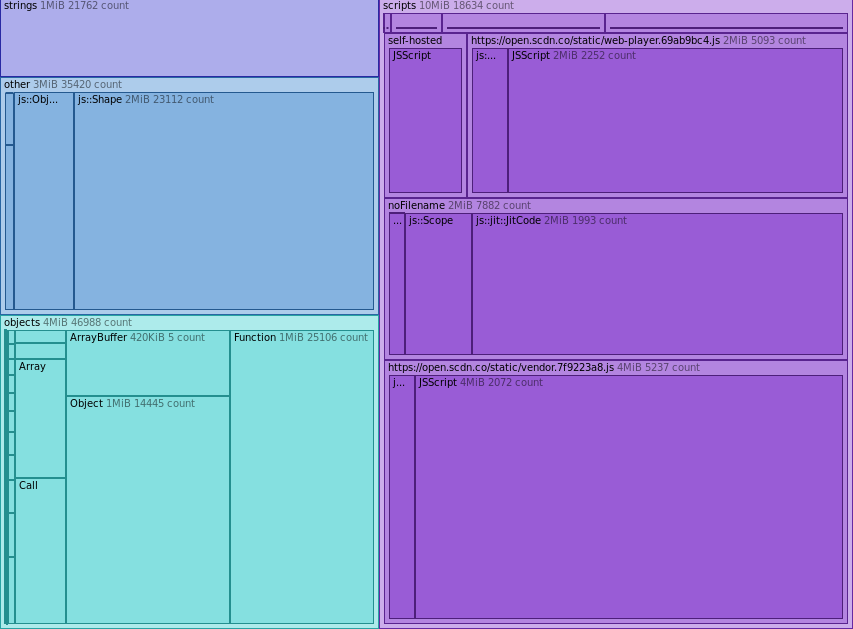 strings 1MiB 21762 count
other 3MiB 35420 count
js::Obj...
js::Shape 2MiB 23112 count
objects 4MiB 46988 count
Array
Call
ArrayBuffer 420KiB 5 count
Object 1MiB 14445 count
Function 1MiB 25106 count
scripts 10MiB 18634 count
self-hosted
JSScript
https://open.scdn.co/static/web-player.69ab9bc4.js 2MiB 5093 count
js:...
JSScript 2MiB 2252 count
noFilename 2MiB 7882 count
...
js::Scope
js::jit::JitCode 2MiB 1993 count
https://open.scdn.co/static/vendor.7f9223a8.js 4MiB 5237 count
j...
JSScript 4MiB 2072 count